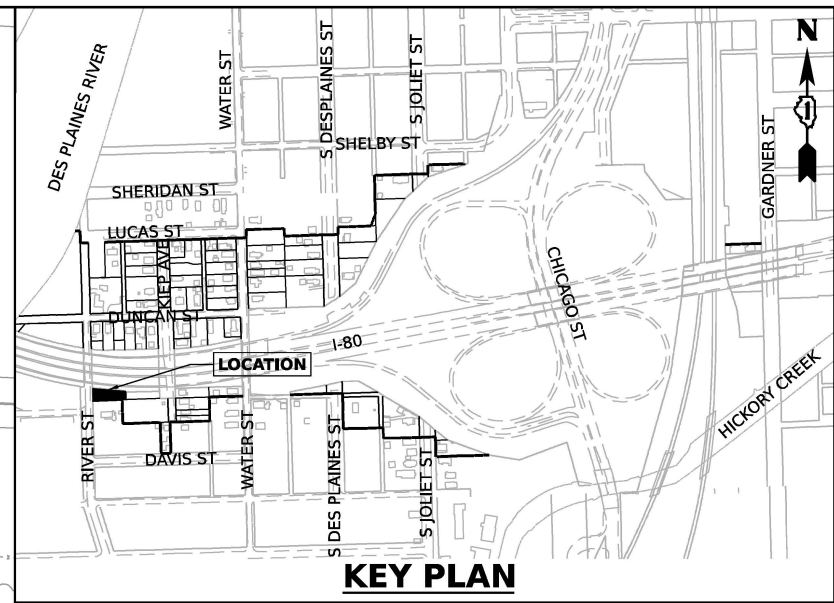 N
DES PLAINES RIVER
WATER ST
S DESPLAINES ST
S JOLIET ST
GARDNER ST
SHELBY ST
SHERIDAN ST
LUCAS ST
KIEP AVE
DUNCAN ST
CHICAGO ST
I-80
LOCATION
HICKORY CREEK
RIVER ST
WATER ST
DAVIS ST
S DES PLAINES ST
S JOLIET ST
KEY PLAN